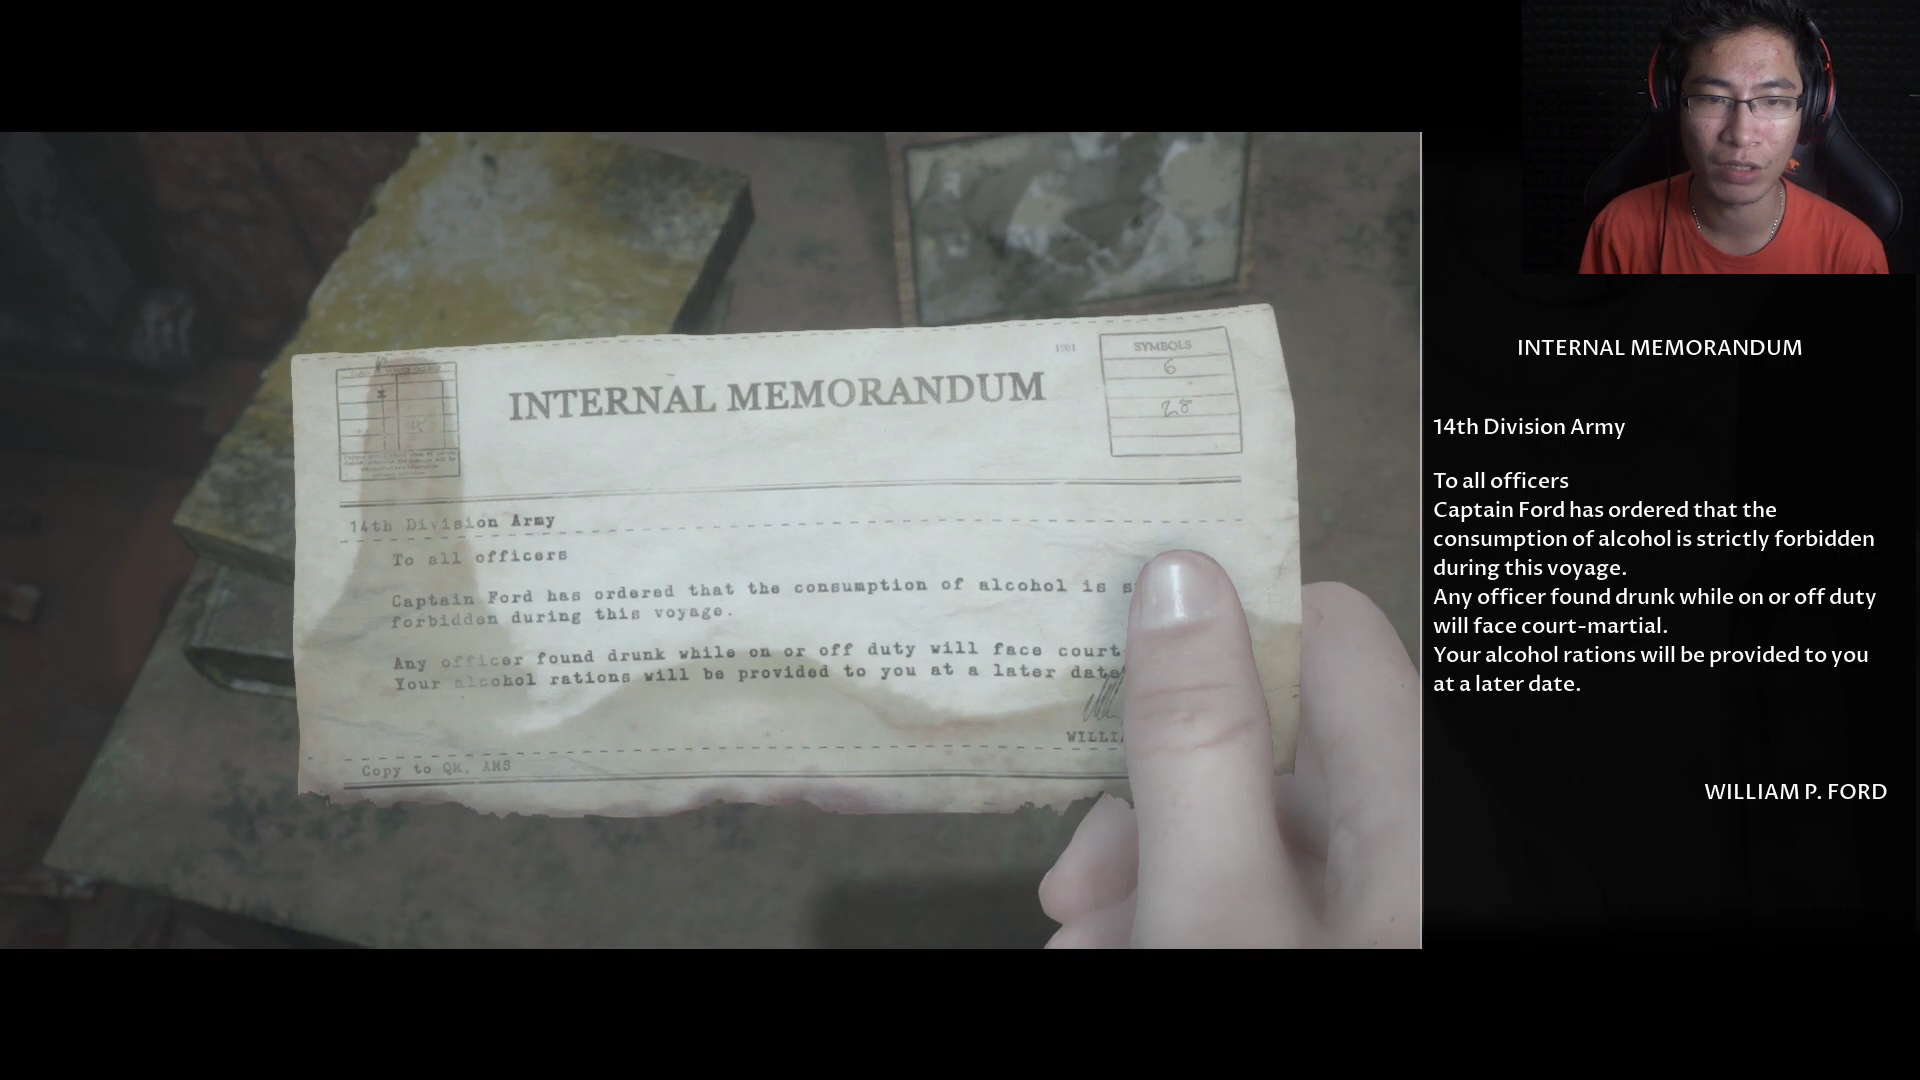 INTERNAL MEMORANDUM
1901
SYMBOLS
6
28
14th Division Army
To all officers
Captain Ford has ordered that the consumption of alcohol is s
forbidden during this voyage.
Any officer found drunk while on or off duty will face court
Your alcohol rations will be provided to you at a later date
WILLI
Copy to QM, AMS
INTERNAL MEMORANDUM
14th Division Army
To all officers
Captain Ford has ordered that the
consumption of alcohol is strictly forbidden
during this voyage.
Any officer found drunk while on or off duty
will face court-martial.
Your alcohol rations will be provided to you
at a later date.
WILLIAM P. FORD